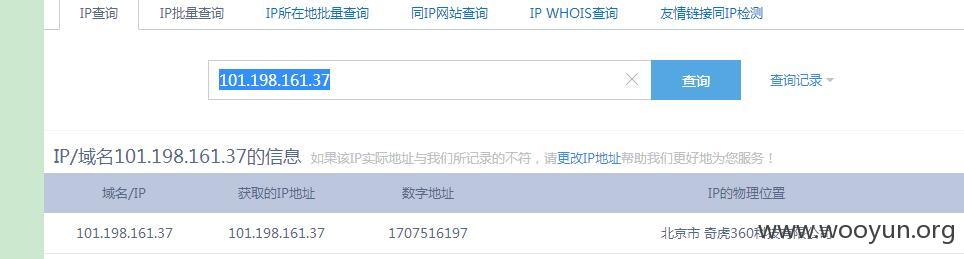 IP查询 IP批量查询 IP所在地批量查询 同IP网站查询 IP WHOIS查询 友情链接同IP检测
101.198.161.37 查询 查询记录
IP/域名101.198.161.37的信息 如果该IP实际地址与我们所记录的不符，请更改IP地址帮助我们更好地为您服务！
域名/IP 获取的IP地址 数字地址 IP的物理位置
101.198.161.37 101.198.161.37 1707516197 北京市 奇虎360科技有限公司
www.wooyun.org